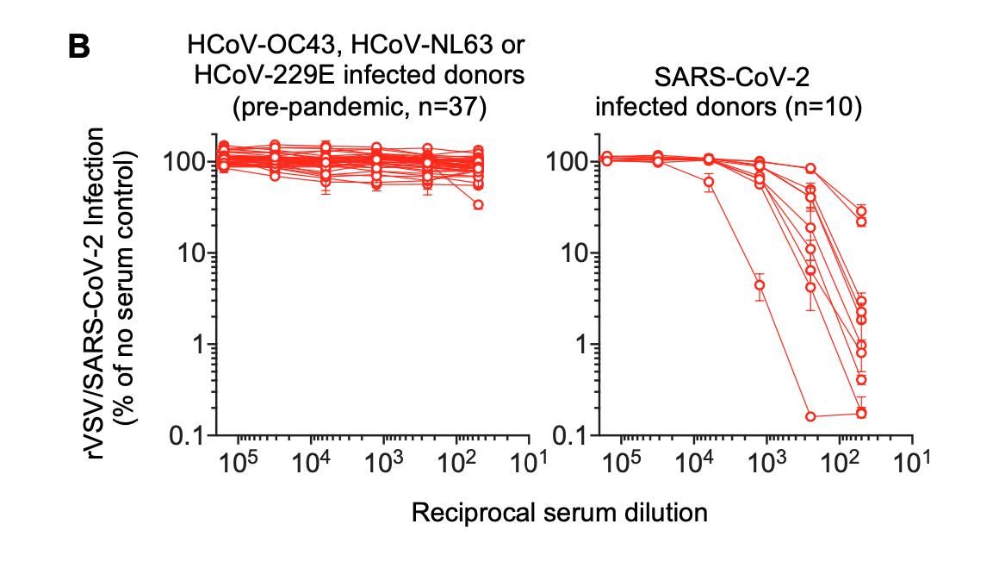 B
HCoV-OC43, HCoV-NL63 or
HCoV-229E infected donors
(pre-pandemic, n=37)
SARS-CoV-2
infected donors (n=10)
rVSV/SARS-CoV-2 Infection
(% of no serum control)
100
10
1
0.1
10⁵ 10⁴ 10³ 10² 10¹
100
10
1
0.1
10⁵ 10⁴ 10³ 10² 10¹
Reciprocal serum dilution